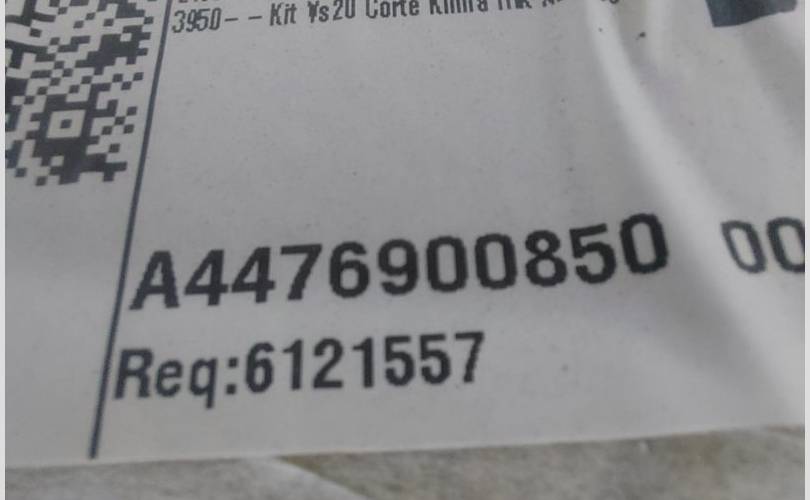 3950- - Kit Vs20 Corte
A4476900850 00
Req:6121557